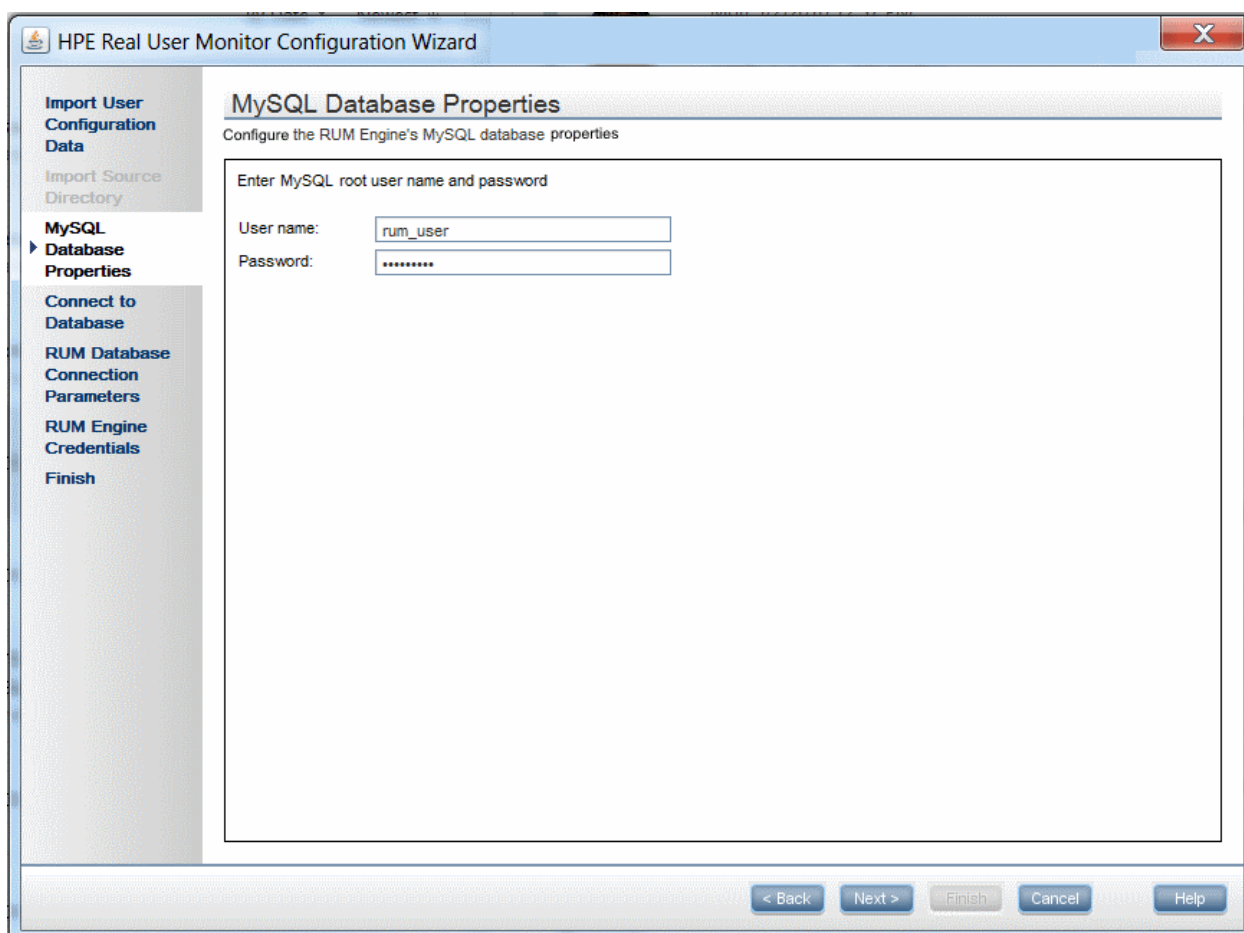 HPE Real User Monitor Configuration Wizard
X
Import User
Configuration
Data
Import Source
Directory
MySQL
Database
Properties
Connect to
Database
RUM Database
Connection
Parameters
RUM Engine
Credentials
Finish
MySQL Database Properties
Configure the RUM Engine's MySQL database properties
Enter MySQL root user name and password
User name:
rum_user
Password:
•••••••••
< Back
Next >
Finish
Cancel
Help